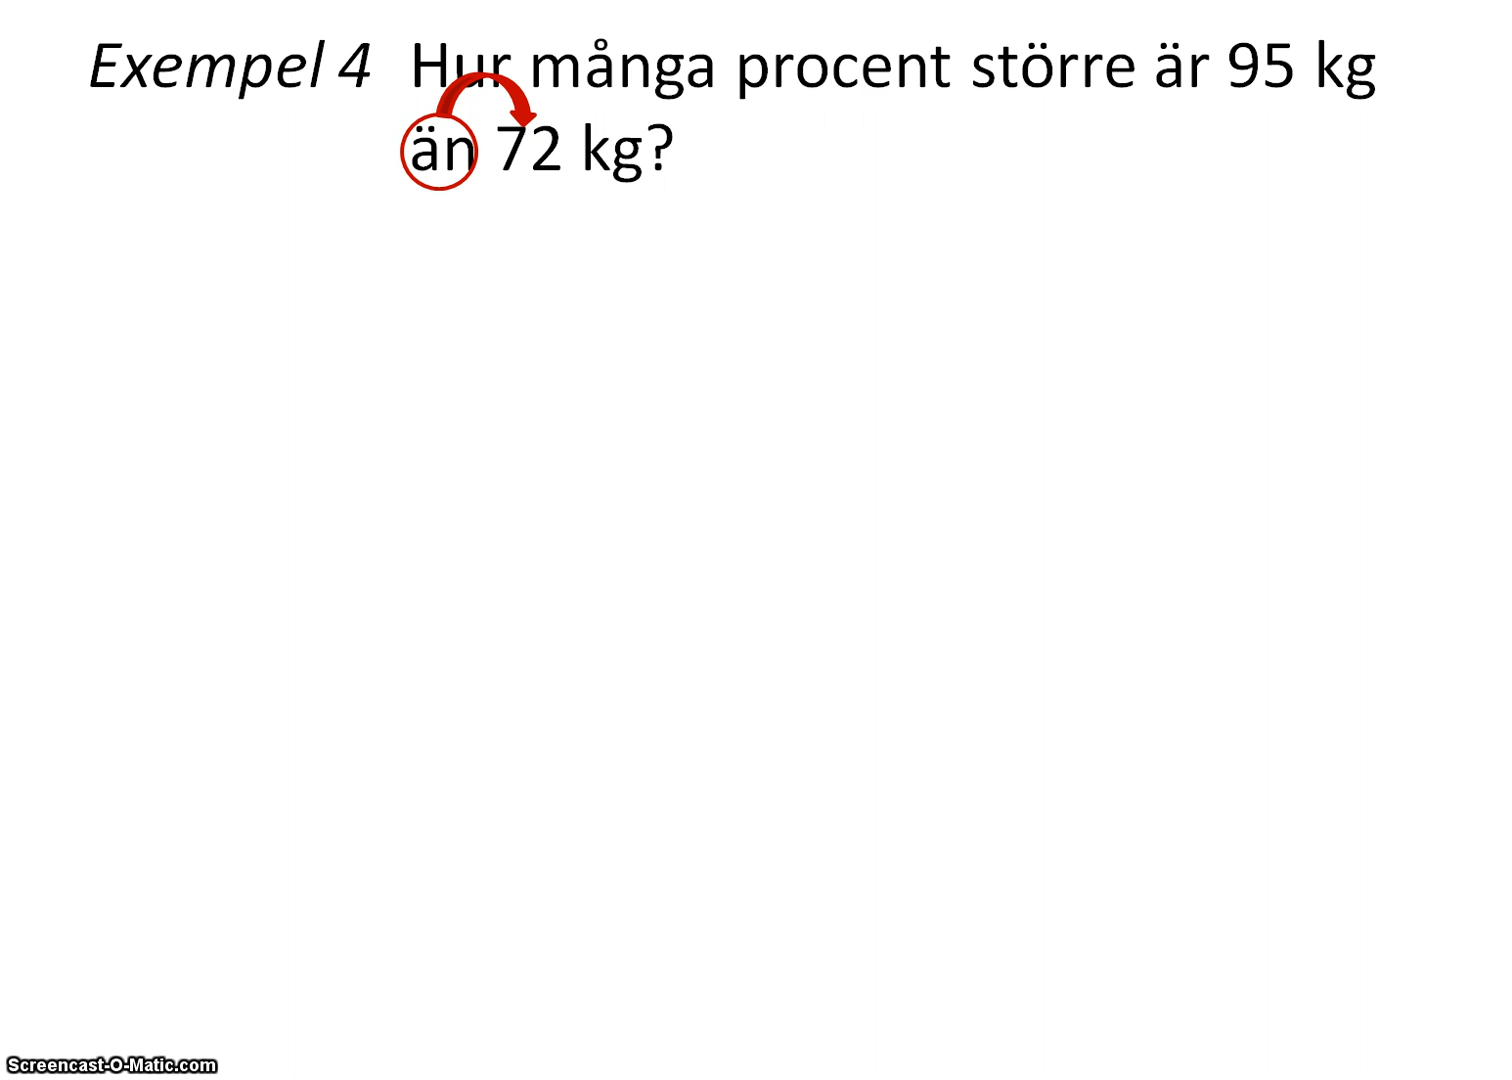 Exempel 4 Hur många procent större är 95 kg
än 72 kg?
Screencast-O-Matic.com